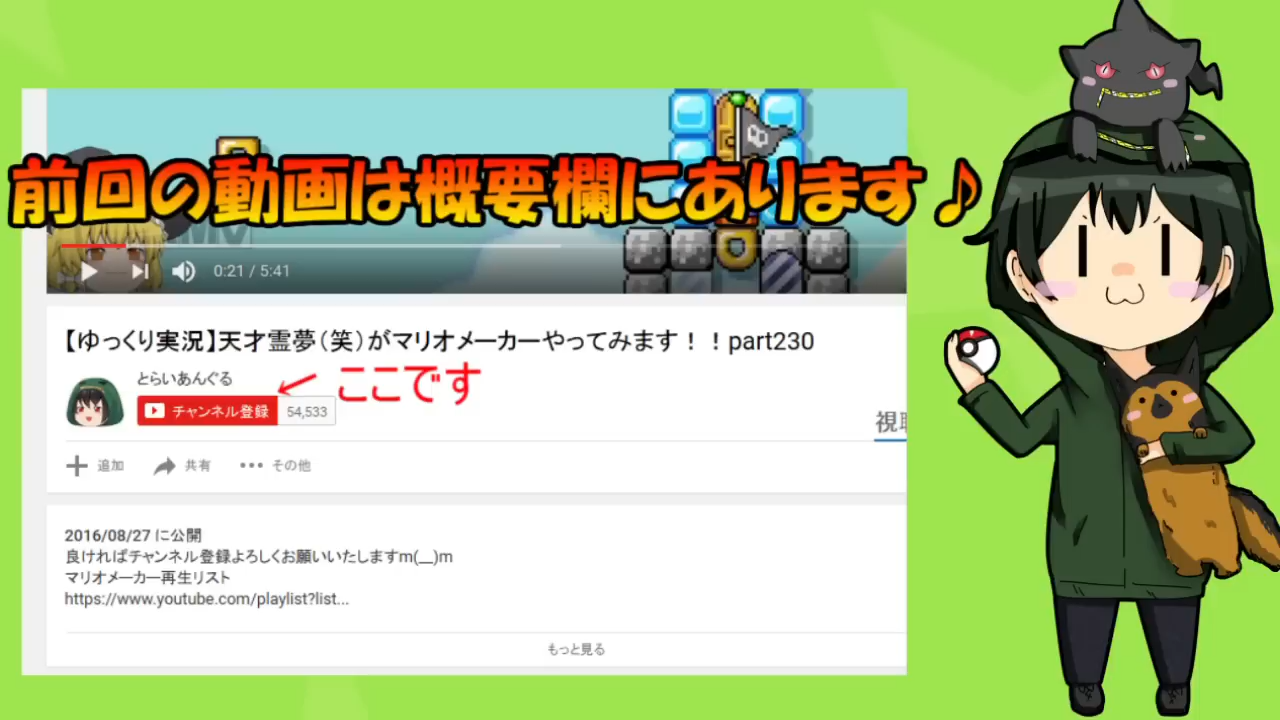 前回の動画は概要欄にあります♪
0:21 / 5:41
【ゆっくり実況】天才霊夢（笑）がマリオメーカーやってみます！！part230
とらいあんぐる
チャンネル登録 54,533
ここです
視
追加 共有 その他
2016/08/27 に公開
良ければチャンネル登録よろしくお願いいたしますm(__)m
マリオメーカー再生リスト
https://www.youtube.com/playlist?list...
もっと見る